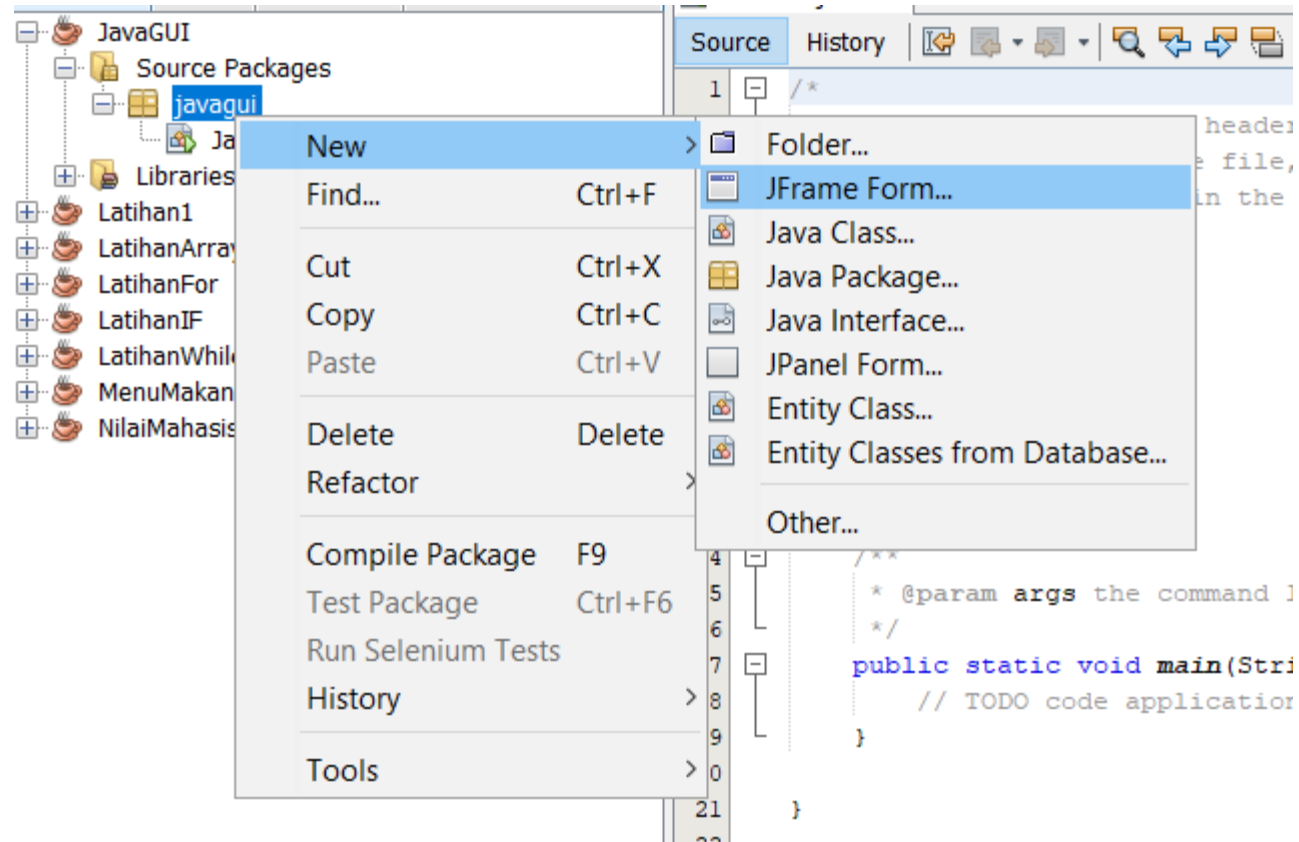 JavaGUI
Source Packages
javagui
Ja
Libraries
Latihan1
LatihanArray
LatihanFor
LatihanIF
LatihanWhile
MenuMakan
NilaiMahasis
New
Find... Ctrl+F
Cut Ctrl+X
Copy Ctrl+C
Paste Ctrl+V
Delete Delete
Refactor
Compile Package F9
Test Package Ctrl+F6
Run Selenium Tests
History
Tools
Folder...
JFrame Form...
Java Class...
Java Package...
Java Interface...
JPanel Form...
Entity Class...
Entity Classes from Database...
Other...
Source History
1 /*
header
file,
in the
4 /**
5 * @param args the command l
6 */
7 public static void main(Stri
8 // TODO code application
9 }
0
21 }